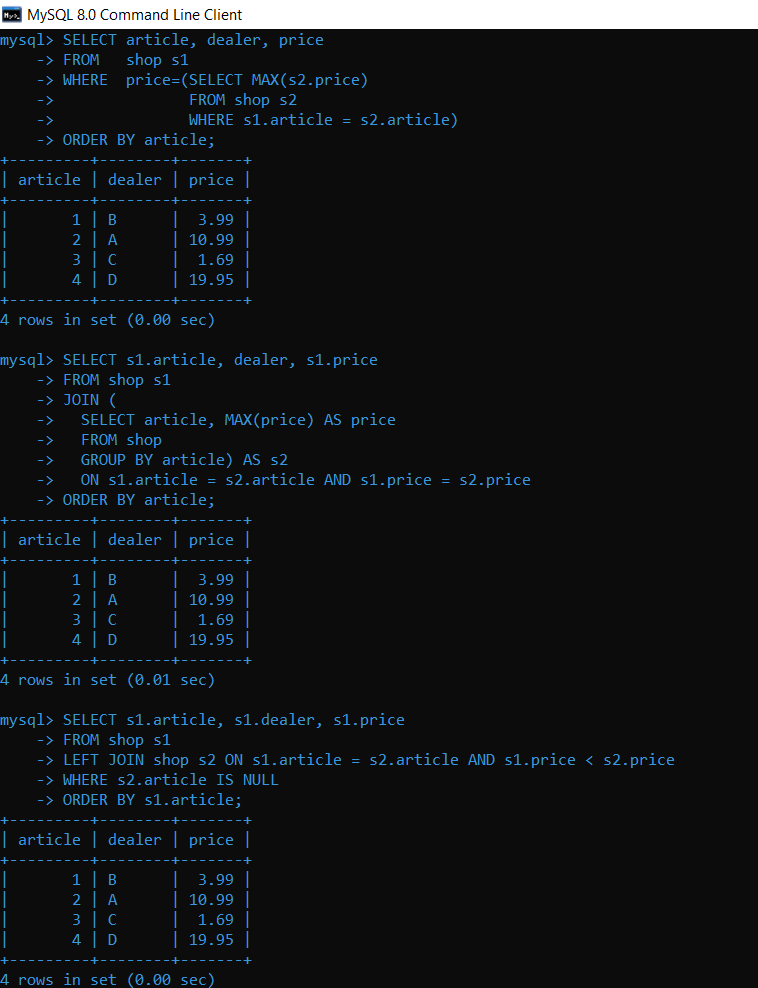 MySQL 8.0 Command Line Client
mysql> SELECT article, dealer, price
    -> FROM   shop s1
    -> WHERE  price=(SELECT MAX(s2.price)
    ->               FROM shop s2
    ->               WHERE s1.article = s2.article)
    -> ORDER BY article;
+---------+--------+-------+
| article | dealer | price |
+---------+--------+-------+
|       1 | B      |  3.99 |
|       2 | A      | 10.99 |
|       3 | C      |  1.69 |
|       4 | D      | 19.95 |
+---------+--------+-------+
4 rows in set (0.00 sec)

mysql> SELECT s1.article, dealer, s1.price
    -> FROM shop s1
    -> JOIN (
    ->   SELECT article, MAX(price) AS price
    ->   FROM shop
    ->   GROUP BY article) AS s2
    ->   ON s1.article = s2.article AND s1.price = s2.price
    -> ORDER BY article;
+---------+--------+-------+
| article | dealer | price |
+---------+--------+-------+
|       1 | B      |  3.99 |
|       2 | A      | 10.99 |
|       3 | C      |  1.69 |
|       4 | D      | 19.95 |
+---------+--------+-------+
4 rows in set (0.01 sec)

mysql> SELECT s1.article, s1.dealer, s1.price
    -> FROM shop s1
    -> LEFT JOIN shop s2 ON s1.article = s2.article AND s1.price < s2.price
    -> WHERE s2.article IS NULL
    -> ORDER BY s1.article;
+---------+--------+-------+
| article | dealer | price |
+---------+--------+-------+
|       1 | B      |  3.99 |
|       2 | A      | 10.99 |
|       3 | C      |  1.69 |
|       4 | D      | 19.95 |
+---------+--------+-------+
4 rows in set (0.00 sec)